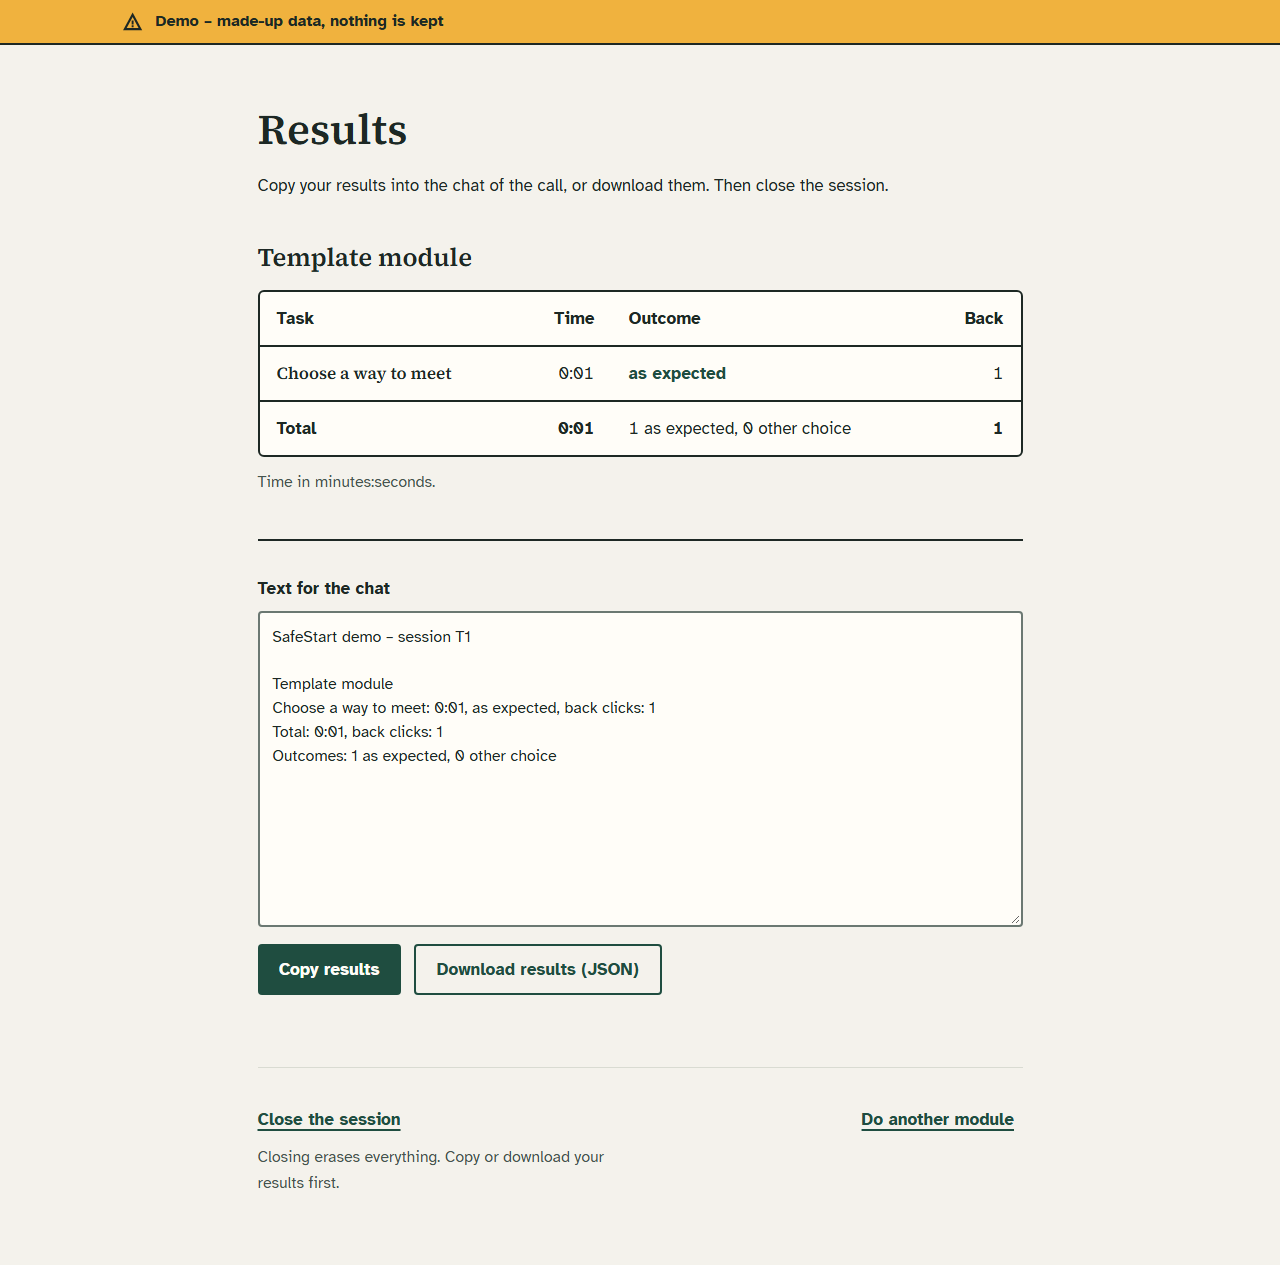 Demo – made-up data, nothing is kept
Results
Copy your results into the chat of the call, or download them. Then close the session.
Template module
Task Time Outcome Back
Choose a way to meet 0:01 as expected 1
Total 0:01 1 as expected, 0 other choice 1
Time in minutes:seconds.
Text for the chat
SafeStart demo – session T1
Template module
Choose a way to meet: 0:01, as expected, back clicks: 1
Total: 0:01, back clicks: 1
Outcomes: 1 as expected, 0 other choice
Copy results Download results (JSON)
Close the session Do another module
Closing erases everything. Copy or download your
results first.